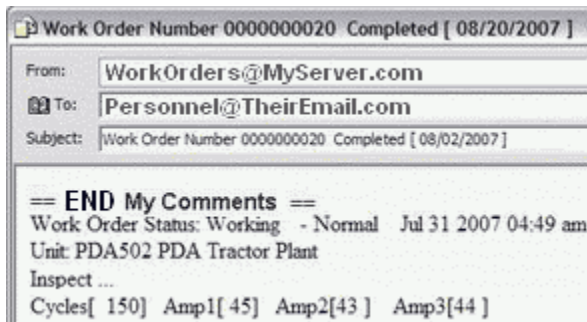 Work Order Number 0000000020 Completed [ 08/20/2007 ]
From: WorkOrders@MyServer.com
To: Personnel@TheirEmail.com
Subject: Work Order Number 0000000020 Completed [ 08/02/2007 ]
== END My Comments ==
Work Order Status: Working - Normal Jul 31 2007 04:49 am
Unit: PDA502 PDA Tractor Plant
Inspect ...
Cycles[ 150] Amp1[ 45] Amp2[43 ] Amp3[44 ]